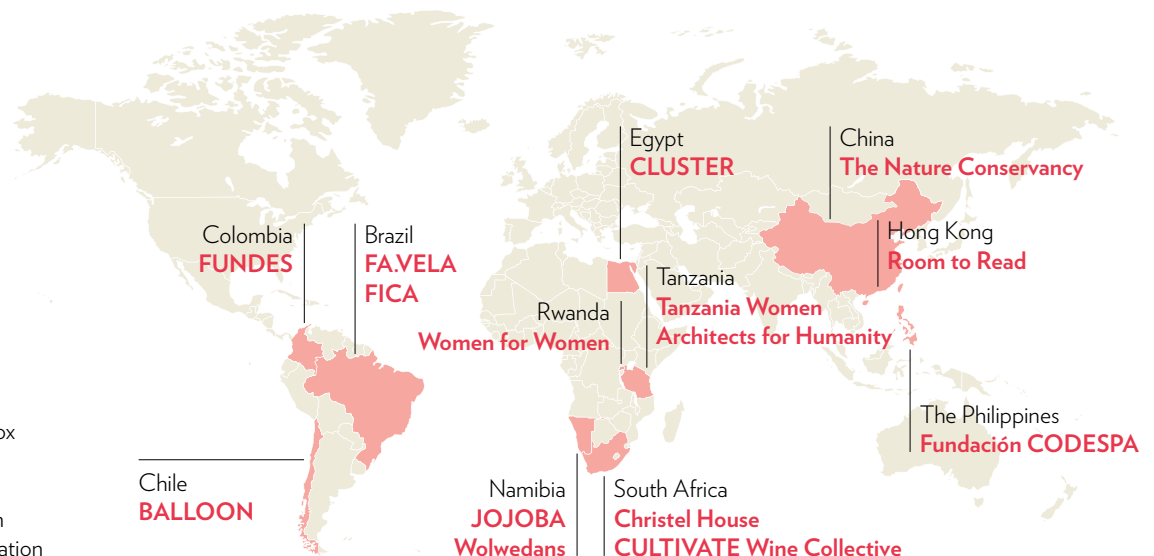 Egypt
CLUSTER
China
The Nature Conservancy
Colombia
FUNDES
Brazil
FA.VELA
FICA
Hong Kong
Room to Read
Tanzania
Tanzania Women
Architects for Humanity
Rwanda
Women for Women
The Philippines
Fundación CODESPA
Chile
BALLOON
Namibia
JOJOBA
Wolwedans
South Africa
Christel House
CULTIVATE Wine Collective